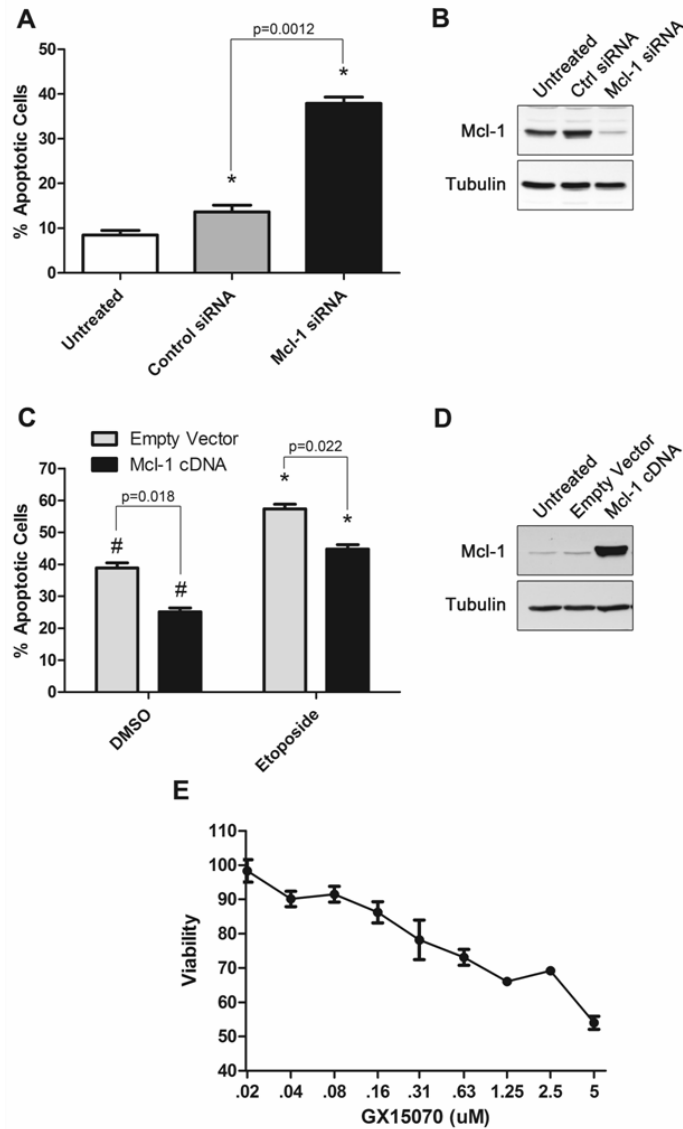 A
p=0.0012
% Apoptotic Cells
50
40
30
20
10
0
*
*
Untreated
Control siRNA
Mcl-1 siRNA
B
Untreated
Ctrl siRNA
Mcl-1 siRNA
Mcl-1
Tubulin
C
Empty Vector
Mcl-1 cDNA
p=0.018
p=0.022
% Apoptotic Cells
70
60
50
40
30
20
10
0
#
#
*
*
DMSO
Etoposide
D
Untreated
Empty Vector
Mcl-1 cDNA
Mcl-1
Tubulin
E
Viability
110
100
90
80
70
60
50
40
.02 .04 .08 .16 .31 .63 1.25 2.5 5
GX15070 (uM)